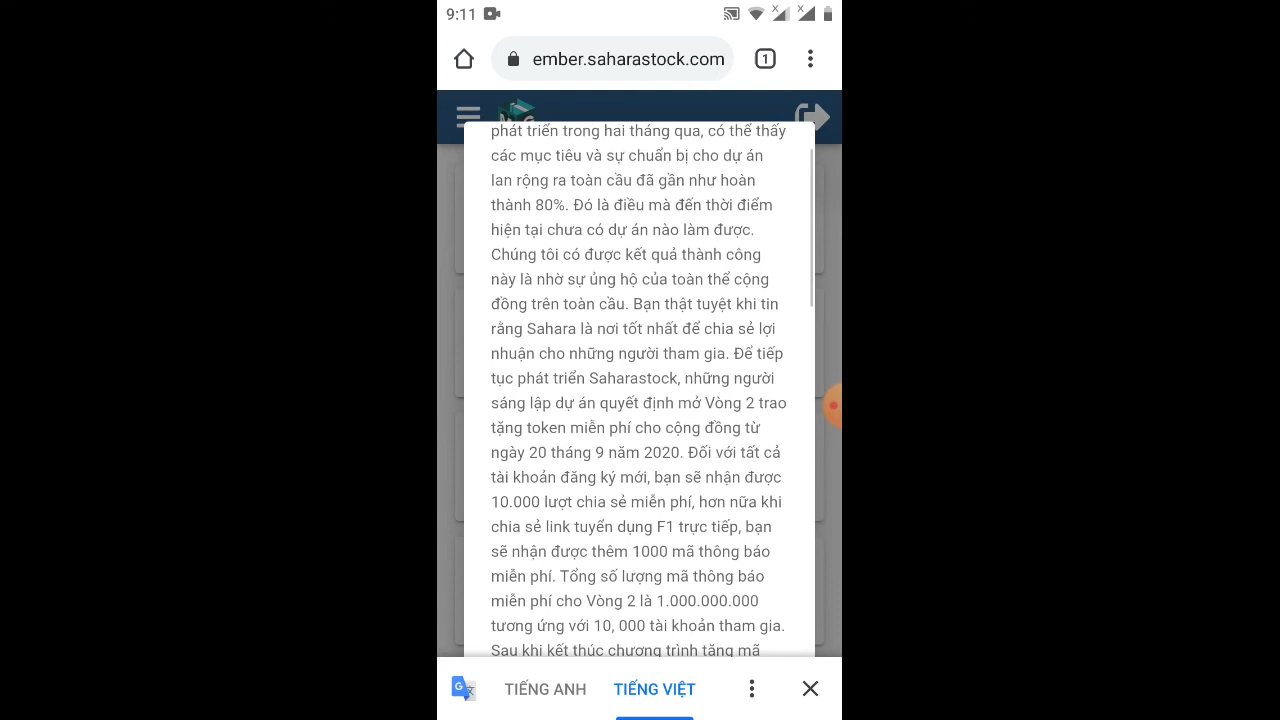 9:11
ember.saharastock.com
1
phát triển trong hai tháng qua, có thể thấy
các mục tiêu và sự chuẩn bị cho dự án
lan rộng ra toàn cầu đã gần như hoàn
thành 80%. Đó là điều mà đến thời điểm
hiện tại chưa có dự án nào làm được.
Chúng tôi có được kết quả thành công
này là nhờ sự ủng hộ của toàn thể cộng
đồng trên toàn cầu. Bạn thật tuyệt khi tin
rằng Sahara là nơi tốt nhất để chia sẻ lợi
nhuận cho những người tham gia. Để tiếp
tục phát triển Saharastock, những người
sáng lập dự án quyết định mở Vòng 2 trao
tặng token miễn phí cho cộng đồng từ
ngày 20 tháng 9 năm 2020. Đối với tất cả
tài khoản đăng ký mới, bạn sẽ nhận được
10.000 lượt chia sẻ miễn phí, hơn nữa khi
chia sẻ link tuyển dụng F1 trực tiếp, bạn
sẽ nhận được thêm 1000 mã thông báo
miễn phí. Tổng số lượng mã thông báo
miễn phí cho Vòng 2 là 1.000.000.000
tương ứng với 10, 000 tài khoản tham gia.
Sau khi kết thúc chương trình tặng mã
TIẾNG ANH
TIẾNG VIỆT